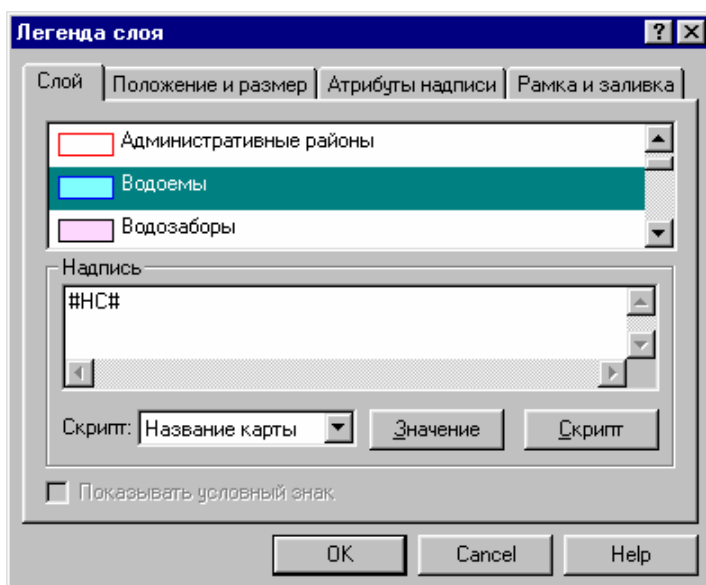 Легенда слоя
Слой Положение и размер Атрибуты надписи Рамка и заливка
Административные районы
Водоемы
Водозаборы
Надпись
#НС#
Скрипт: Название карты Значение Скрипт
Показывать условный знак
OK Cancel Help